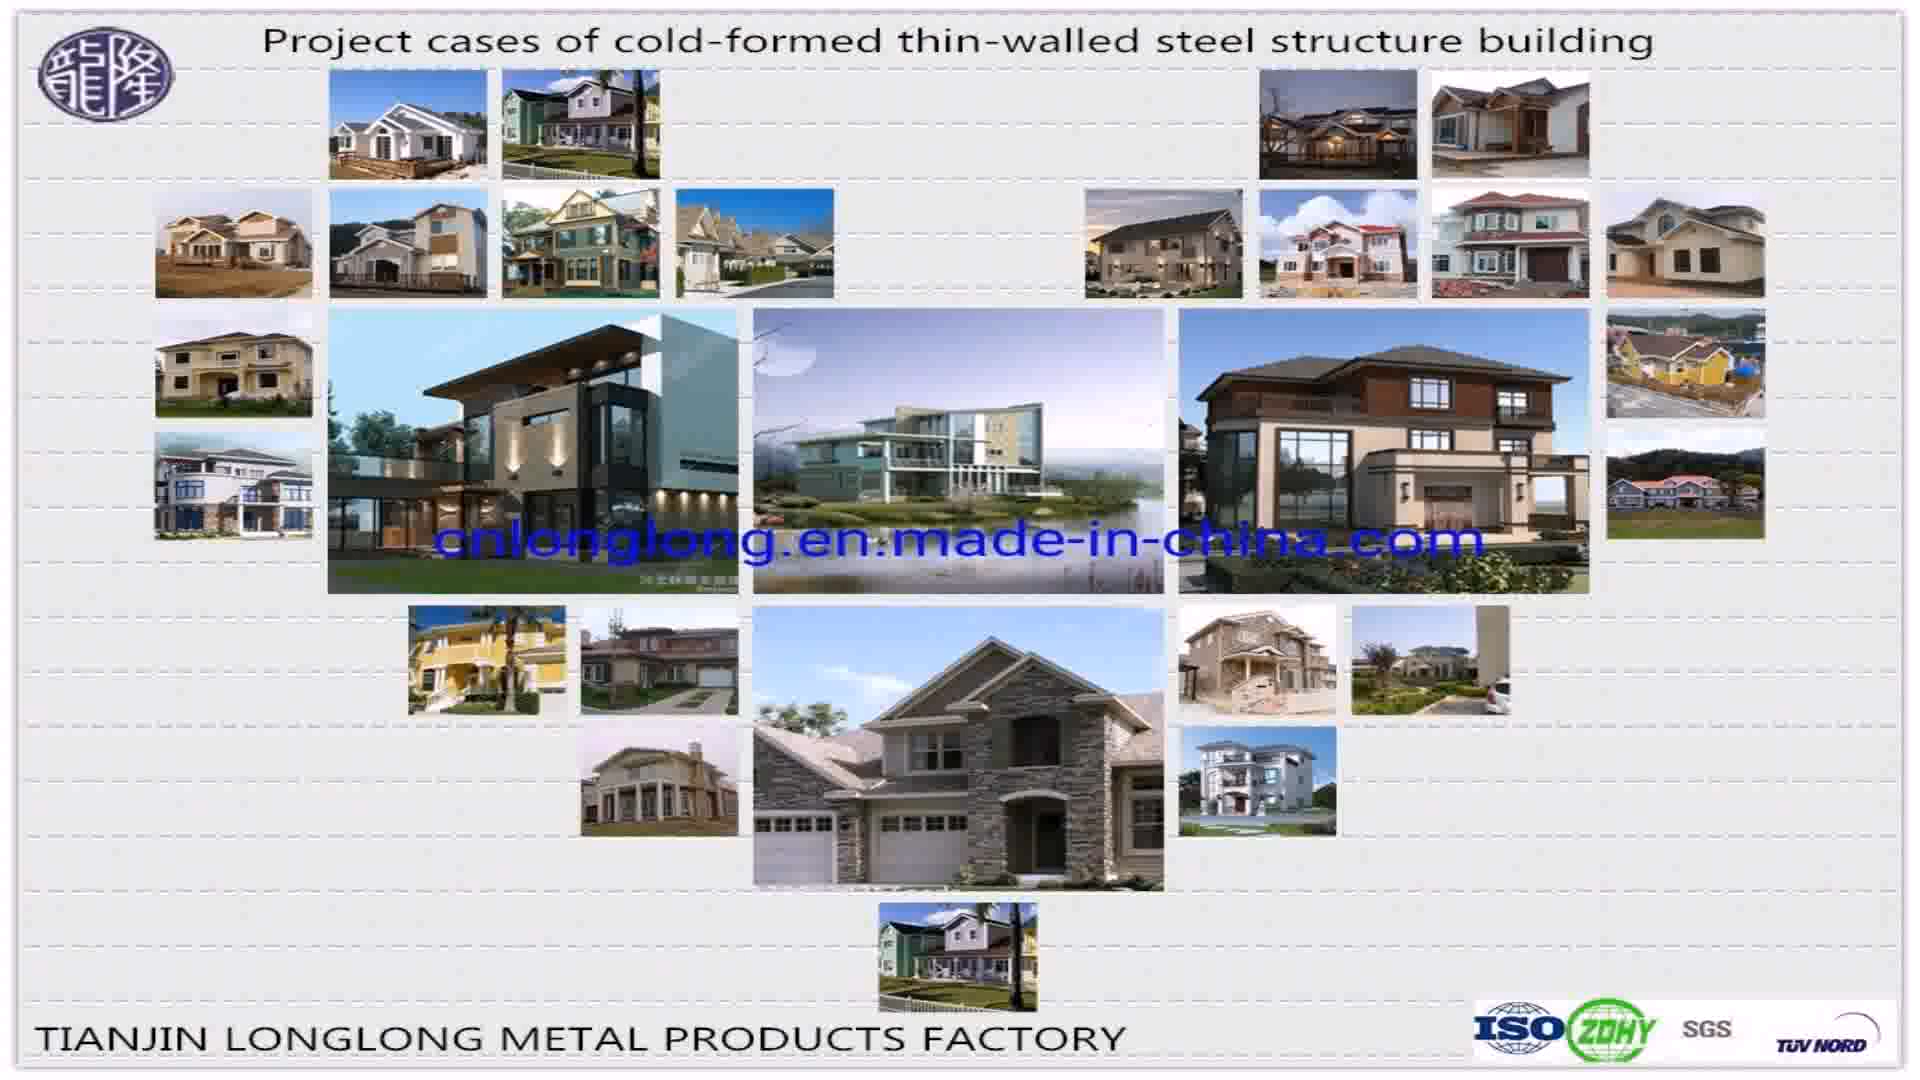 龍隆
Project cases of cold-formed thin-walled steel structure building
cnlonglong.en.made-in-china.com
TIANJIN LONGLONG METAL PRODUCTS FACTORY
ISO ZDHY SGS TÜV NORD